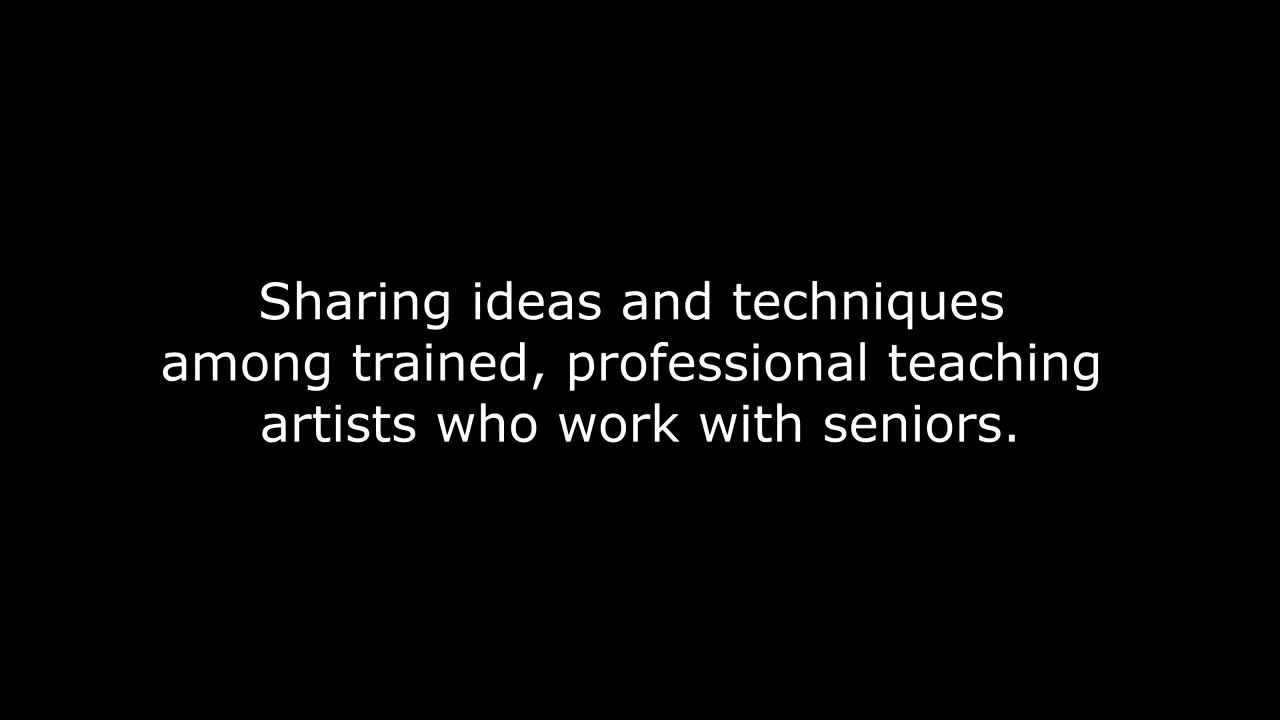 Sharing ideas and techniques
among trained, professional teaching
artists who work with seniors.